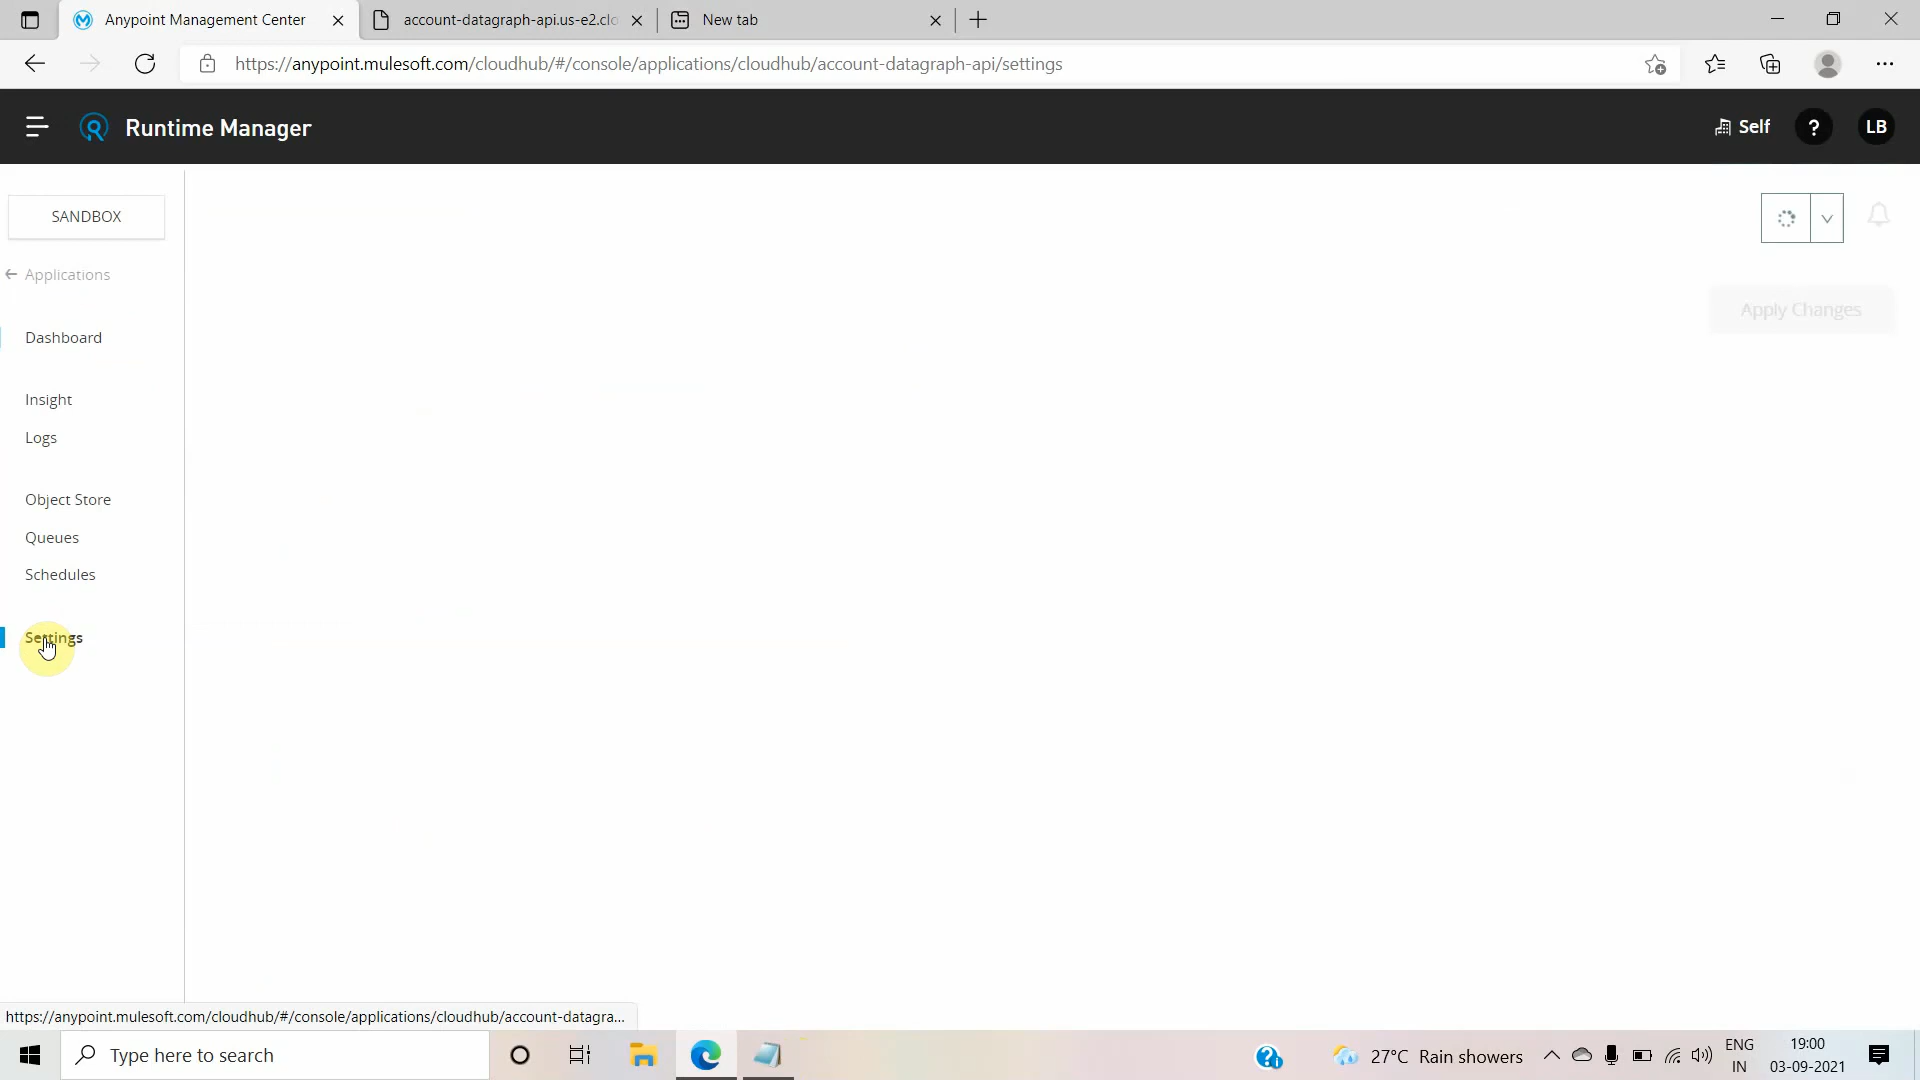 Anypoint Management Center
account-datagraph-api.us-e2.clo
New tab
https://anypoint.mulesoft.com/cloudhub/#/console/applications/cloudhub/account-datagraph-api/settings
Runtime Manager
Self
?
LB
SANDBOX
Applications
Apply Changes
Dashboard
Insight
Logs
Object Store
Queues
Schedules
Settings
https://anypoint.mulesoft.com/cloudhub/#/console/applications/cloudhub/account-datagra...
Type here to search
27°C Rain showers
ENG
IN
19:00
03-09-2021